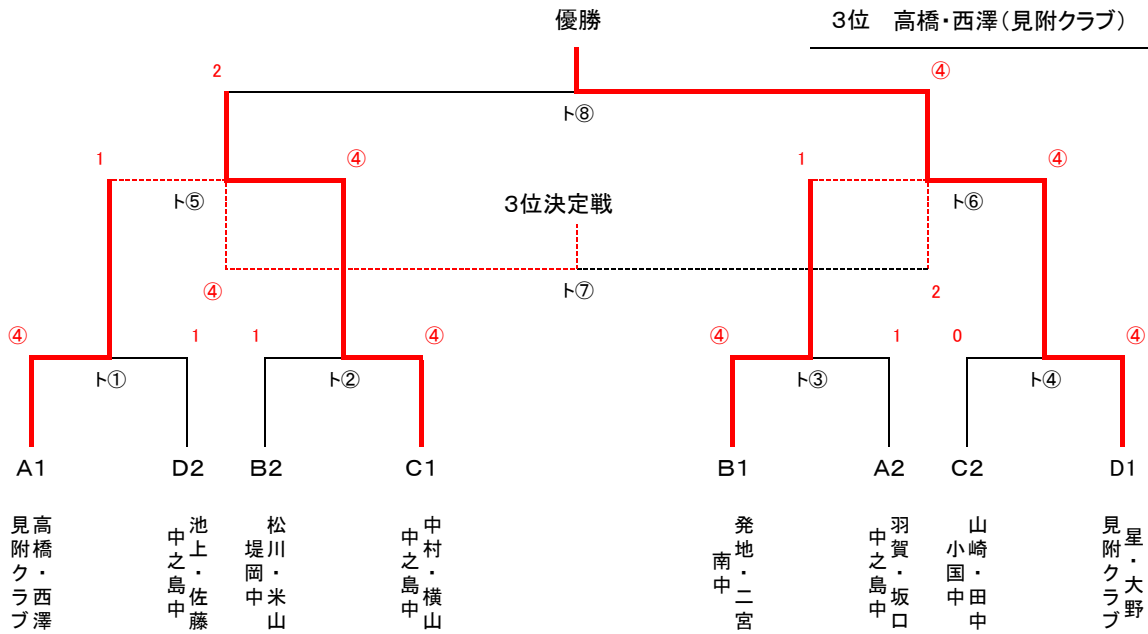 優勝
3位 高橋・西澤(見附クラブ)
2
④
ト⑧
1
④
1
④
ト⑤
3位決定戦
ト⑥
④
ト⑦
2
④
1
1
④
④
1
0
④
ト①
ト②
ト③
ト④
A1
D2
B2
C1
B1
A2
C2
D1
高橋・西澤
見附クラブ
池上・佐藤
中之島中
松川・米山
堤岡中
中村・横山
中之島中
発地・二宮
南中
羽賀・坂口
中之島中
山崎・田中
小国中
星・大野
見附クラブ